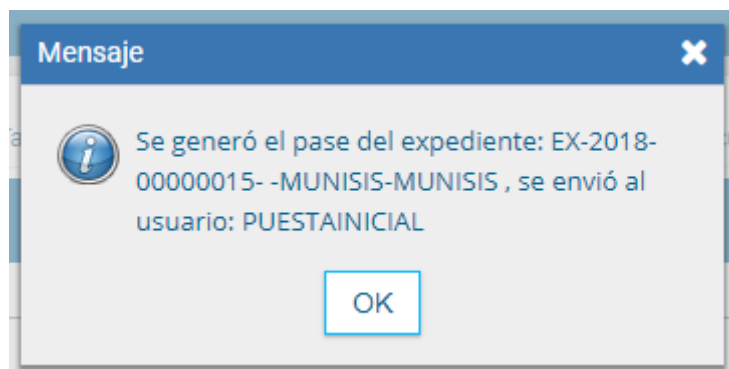 Mensaje
Se generó el pase del expediente: EX-2018-
00000015- -MUNISIS-MUNISIS , se envió al
usuario: PUESTAINICIAL
OK